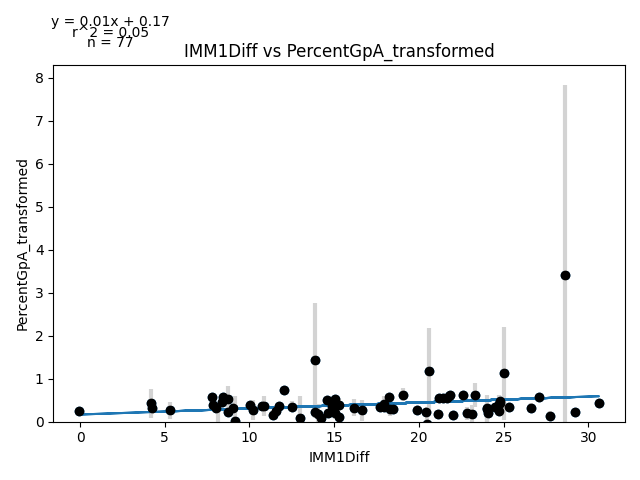 y = 0.01x + 0.17
r^2 = 0.05
n = 77
IMM1Diff vs PercentGpA_transformed
PercentGpA_transformed
8
7
6
5
4
3
2
1
0
0 5 10 15 20 25 30
IMM1Diff